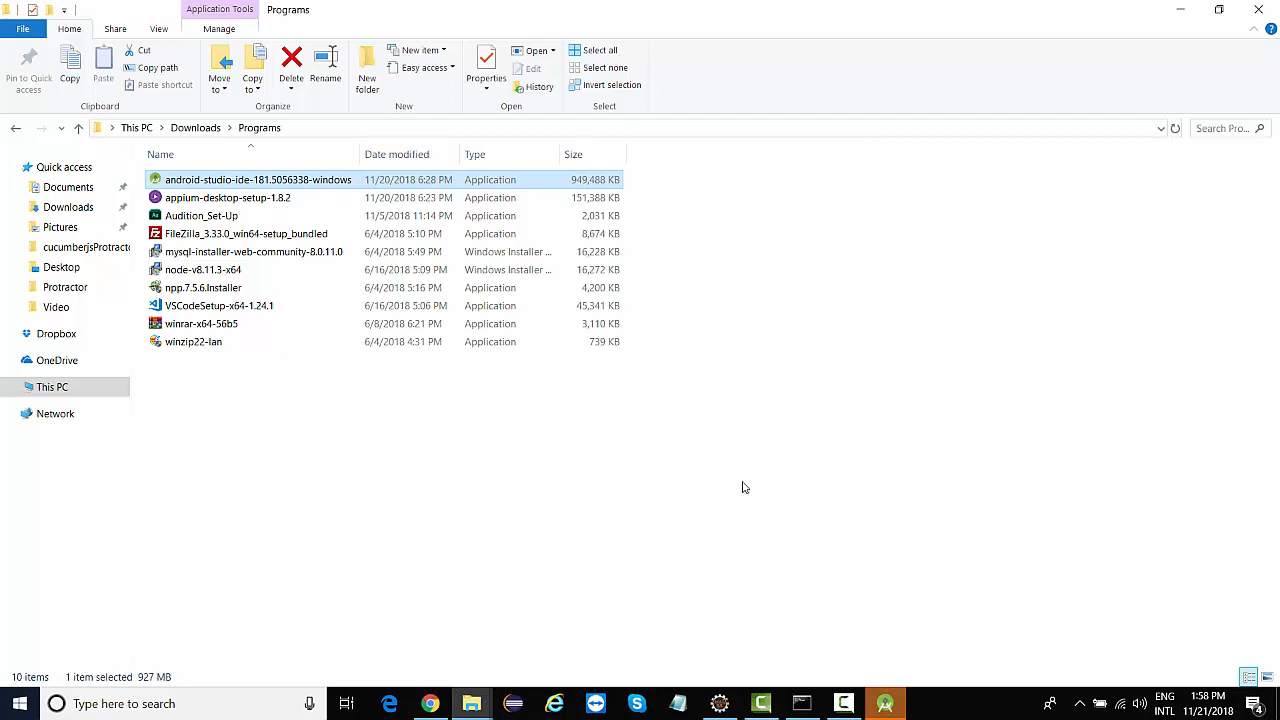 Application Tools
Programs
File
Home
Share
View
Manage
Pin to Quick access
Copy
Paste
Cut
Copy path
Paste shortcut
Clipboard
Move to
Copy to
Delete
Rename
Organize
New folder
New item
Easy access
New
Properties
Open
Edit
History
Open
Select all
Select none
Invert selection
Select
This PC > Downloads > Programs
Search Pro...
Quick access
Documents
Downloads
Pictures
cucumberjsProtracto
Desktop
Protractor
Video
Dropbox
OneDrive
This PC
Network
Name Date modified Type Size
android-studio-ide-181.5056338-windows 11/20/2018 6:28 PM Application 949,488 KB
appium-desktop-setup-1.8.2 11/20/2018 6:23 PM Application 151,388 KB
Audition_Set-Up 11/5/2018 11:14 PM Application 2,031 KB
FileZilla_3.33.0_win64-setup_bundled 6/4/2018 5:10 PM Application 8,674 KB
mysql-installer-web-community-8.0.11.0 6/4/2018 5:49 PM Windows Installer ... 16,228 KB
node-v8.11.3-x64 6/16/2018 5:09 PM Windows Installer ... 16,272 KB
npp.7.5.6.Installer 6/4/2018 5:16 PM Application 4,200 KB
VSCodeSetup-x64-1.24.1 6/16/2018 5:06 PM Application 45,341 KB
winrar-x64-56b5 6/8/2018 6:21 PM Application 3,110 KB
winzip22-lan 6/4/2018 4:31 PM Application 739 KB
10 items 1 item selected 927 MB
Type here to search
ENG
INTL
1:58 PM
11/21/2018
4